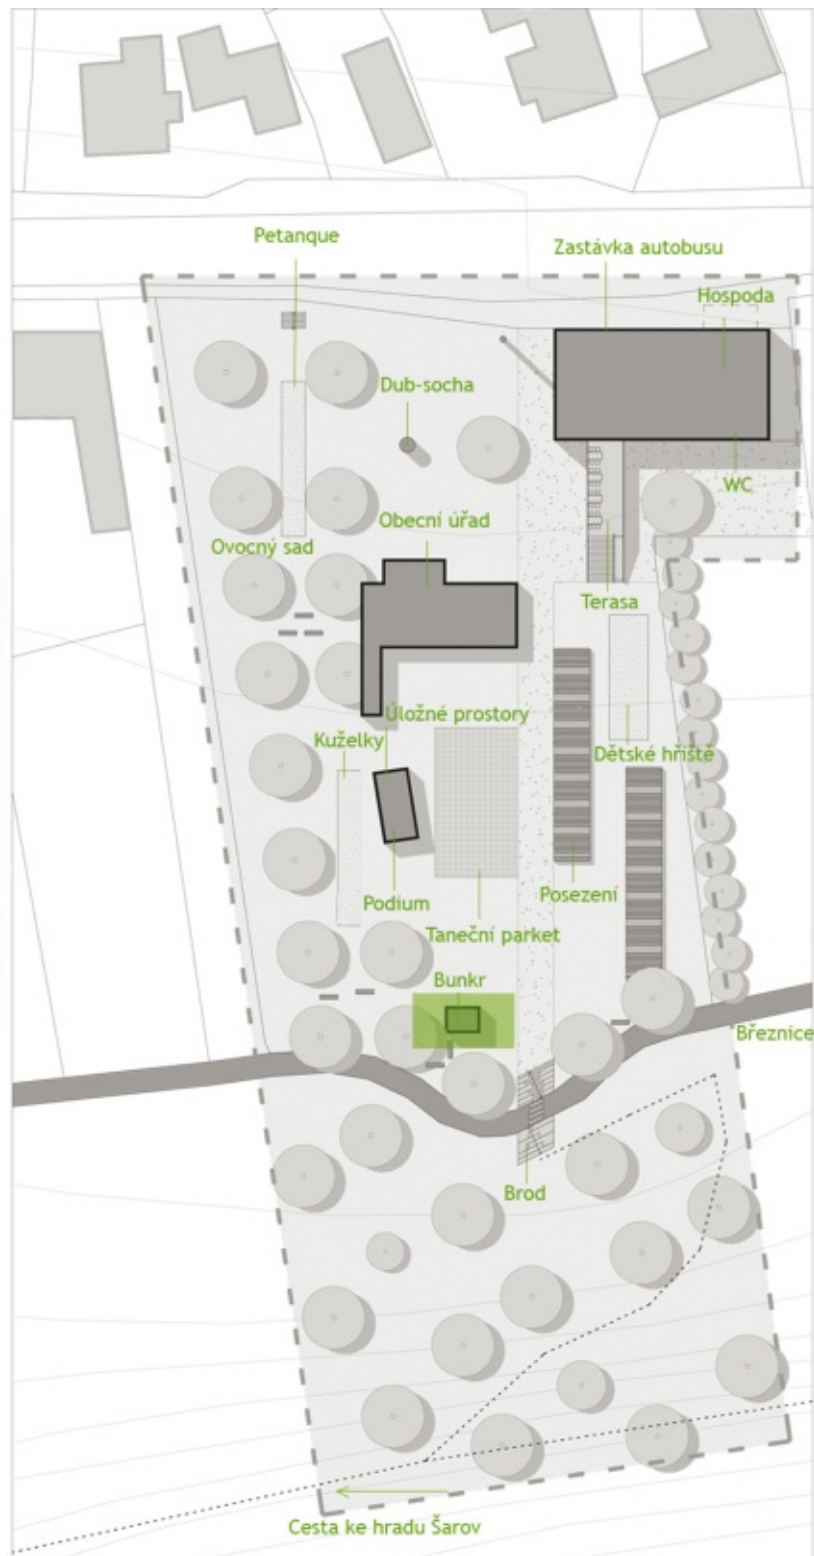 Petanque
Zastávka autobusu
Hospoda
Dub-socha
WC
Obecní úřad
Ovocný sad
Terasa
Úložné prostory
Kuželky
Dětské hřiště
Posezení
Podium
Taneční parket
Bunkr
Březnice
Brod
Cesta ke hradu Šarov